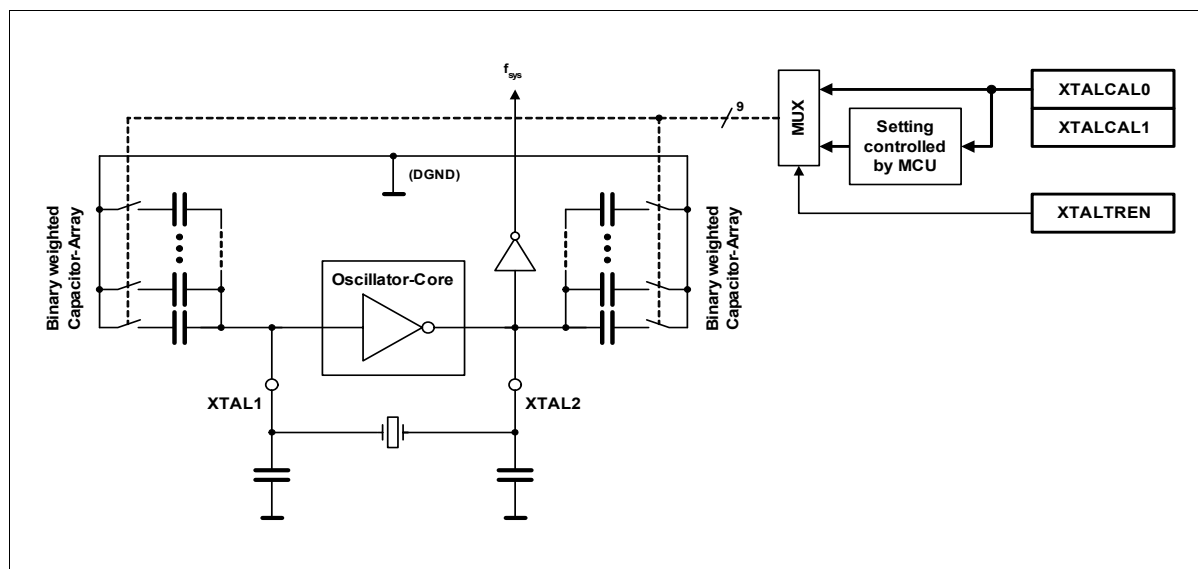 f_sys
9
MUX
XTALCAL0
XTALCAL1
Setting
controlled
by MCU
XTALTREN
(DGND)
Binary weighted
Capacitor-Array
Oscillator-Core
Binary weighted
Capacitor-Array
XTAL1
XTAL2